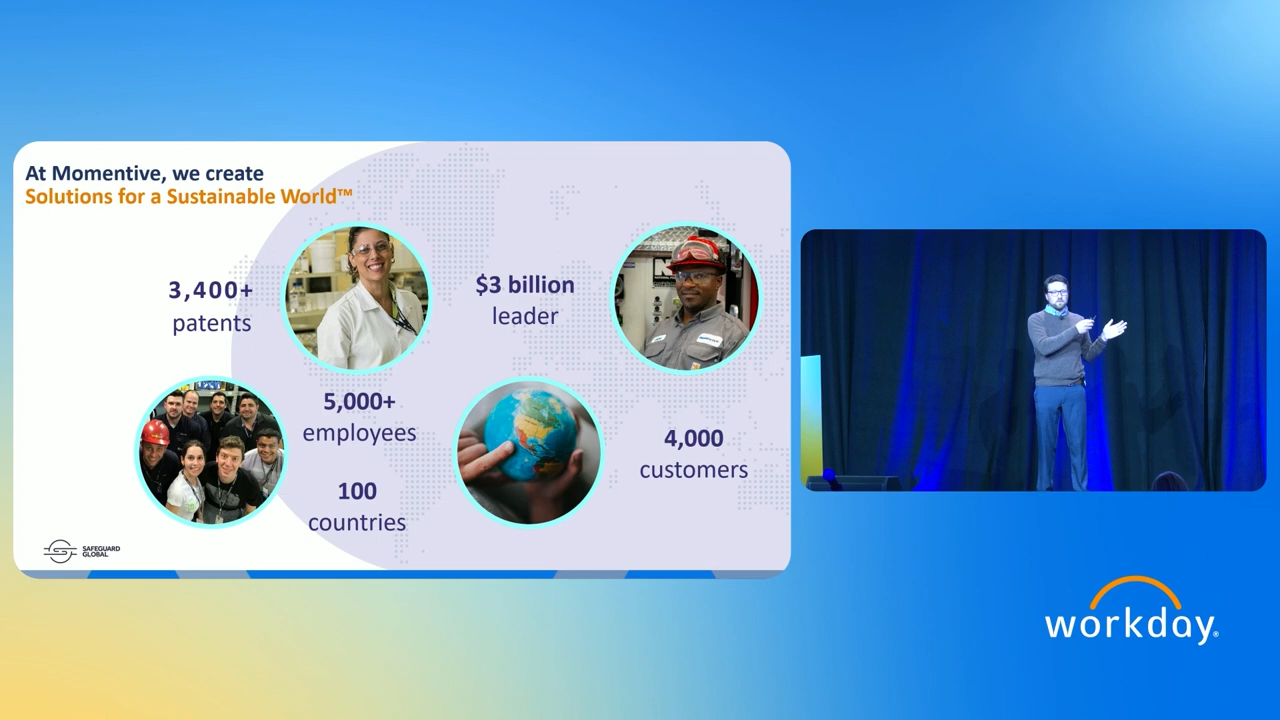 At Momentive, we create
Solutions for a Sustainable World™
3,400+
patents
$3 billion
leader
5,000+
employees
100
countries
4,000
customers
SAFEGUARD
GLOBAL
workday®